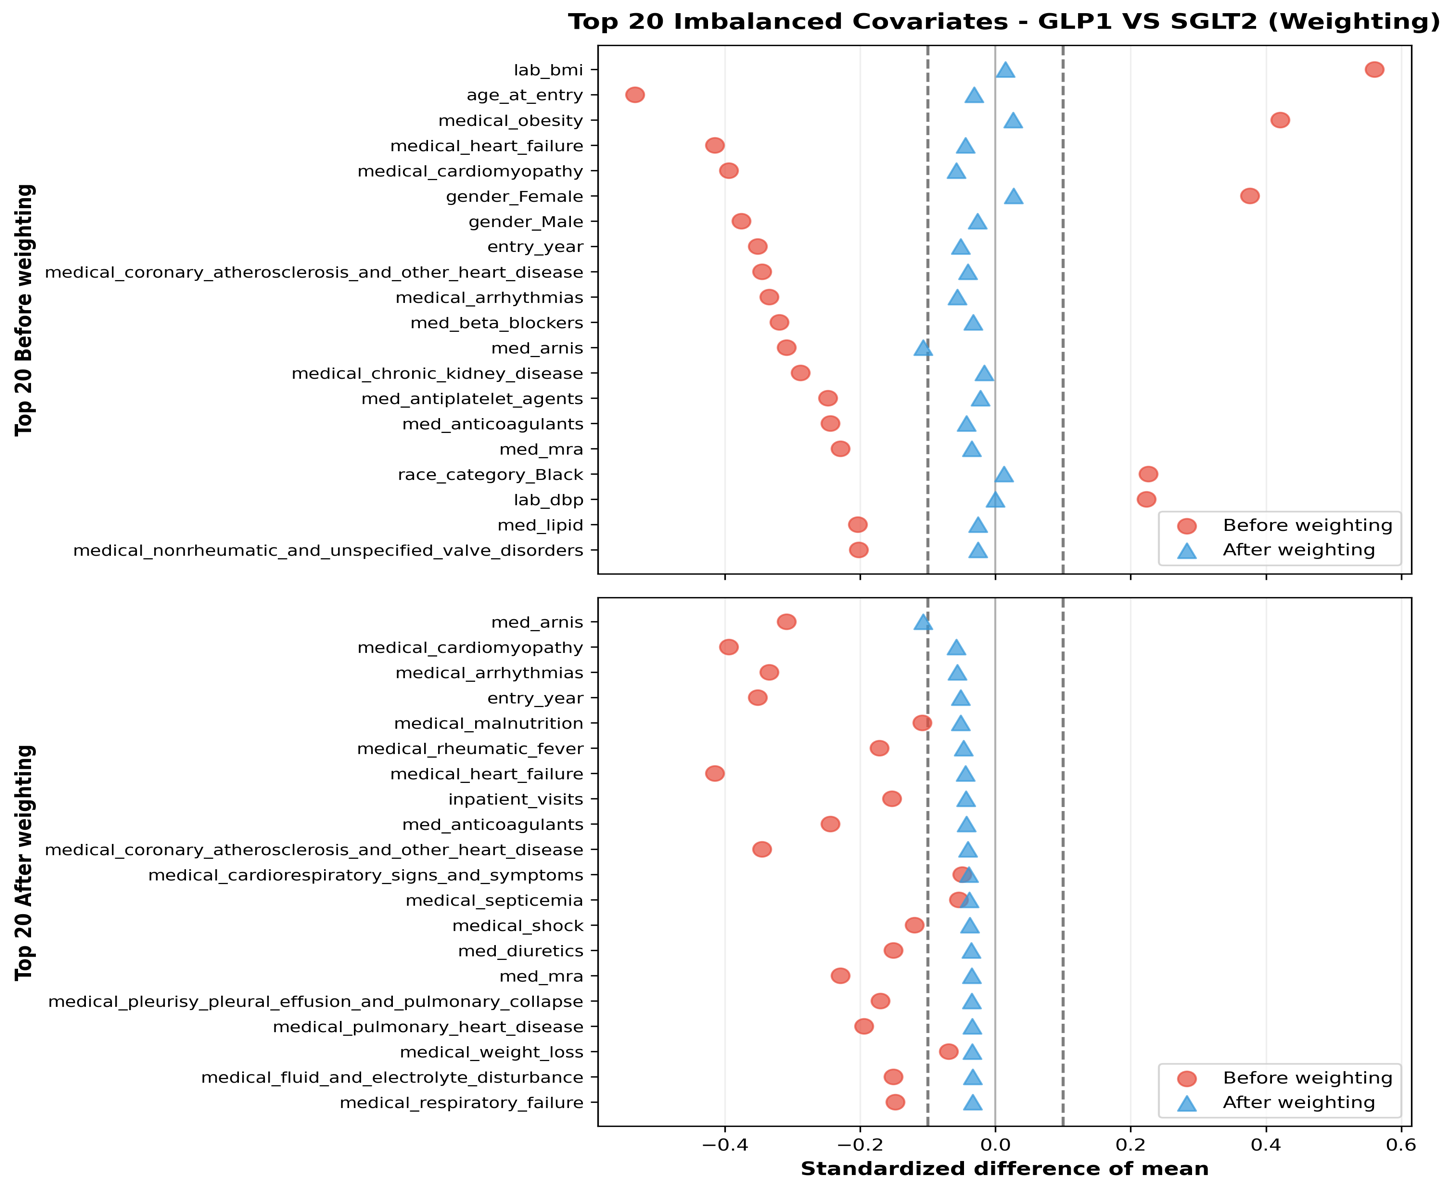 Top 20 Imbalanced Covariates - GLP1 VS SGLT2 (Weighting)
Top 20 Before weighting
lab_bmi
age_at_entry
medical_obesity
medical_heart_failure
medical_cardiomyopathy
gender_Female
gender_Male
entry_year
medical_coronary_atherosclerosis_and_other_heart_disease
medical_arrhythmias
med_beta_blockers
med_arnis
medical_chronic_kidney_disease
med_antiplatelet_agents
med_anticoagulants
med_mra
race_category_Black
lab_dbp
med_lipid
medical_nonrheumatic_and_unspecified_valve_disorders
Before weighting
After weighting
Top 20 After weighting
med_arnis
medical_cardiomyopathy
medical_arrhythmias
entry_year
medical_malnutrition
medical_rheumatic_fever
medical_heart_failure
inpatient_visits
med_anticoagulants
medical_coronary_atherosclerosis_and_other_heart_disease
medical_cardiorespiratory_signs_and_symptoms
medical_septicemia
medical_shock
med_diuretics
med_mra
medical_pleurisy_pleural_effusion_and_pulmonary_collapse
medical_pulmonary_heart_disease
medical_weight_loss
medical_fluid_and_electrolyte_disturbance
medical_respiratory_failure
Before weighting
After weighting
−0.4 −0.2 0.0 0.2 0.4 0.6
Standardized difference of mean